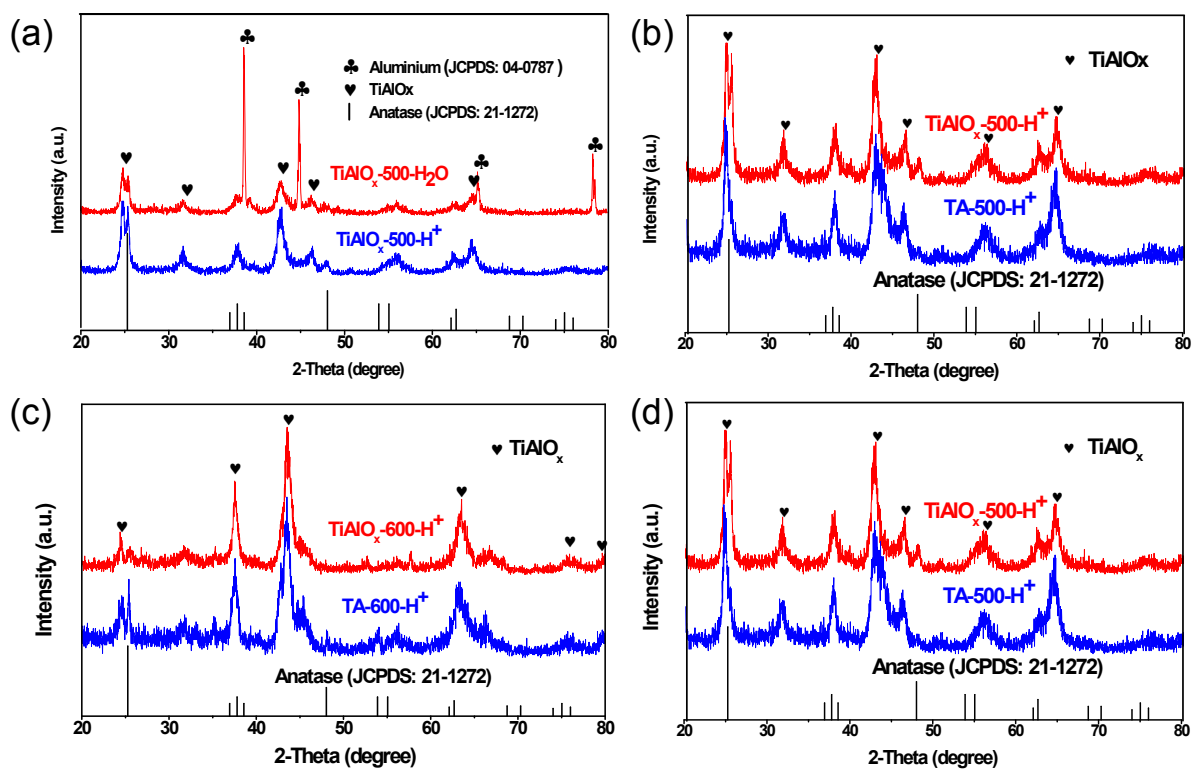 (a)
♣ Aluminium (JCPDS: 04-0787 )
♥ TiAlOx
| Anatase (JCPDS: 21-1272)
TiAlOₓ-500-H₂O
TiAlOₓ-500-H⁺
Intensity (a.u.)
20 30 40 50 60 70 80
2-Theta (degree)
(b)
♥ TiAlOx
TiAlOₓ-500-H⁺
TA-500-H⁺
Anatase (JCPDS: 21-1272)
Intensity (a.u.)
20 30 40 50 60 70 80
2-Theta (degree)
(c)
♥ TiAlOₓ
TiAlOₓ-600-H⁺
TA-600-H⁺
Anatase (JCPDS: 21-1272)
Intensity (a.u.)
20 30 40 50 60 70 80
2-Theta (degree)
(d)
♥ TiAlOₓ
TiAlOₓ-500-H⁺
TA-500-H⁺
Anatase (JCPDS: 21-1272)
Intensity (a.u.)
20 30 40 50 60 70 80
2-Theta (degree)